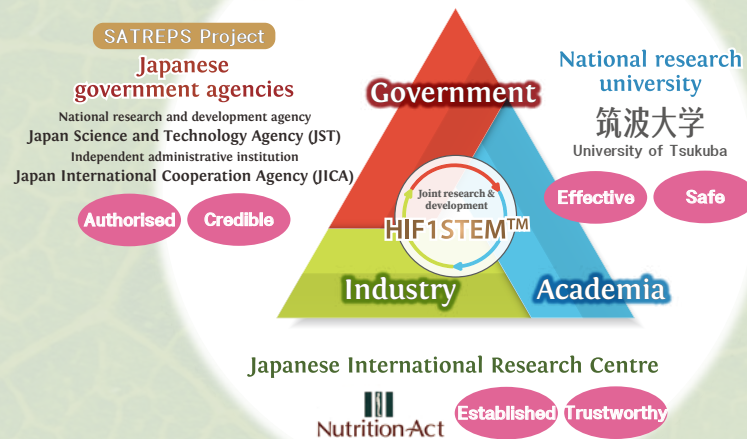 SATREPS Project
Japanese
government agencies
National research and development agency
Japan Science and Technology Agency (JST)
Independent administrative institution
Japan International Cooperation Agency (JICA)
Authorised
Credible
Government
National research
university
筑波大学
University of Tsukuba
Effective
Safe
Joint research &
development
HIF1STEM™
Industry
Academia
Japanese International Research Centre
Nutrition-Act
Established
Trustworthy